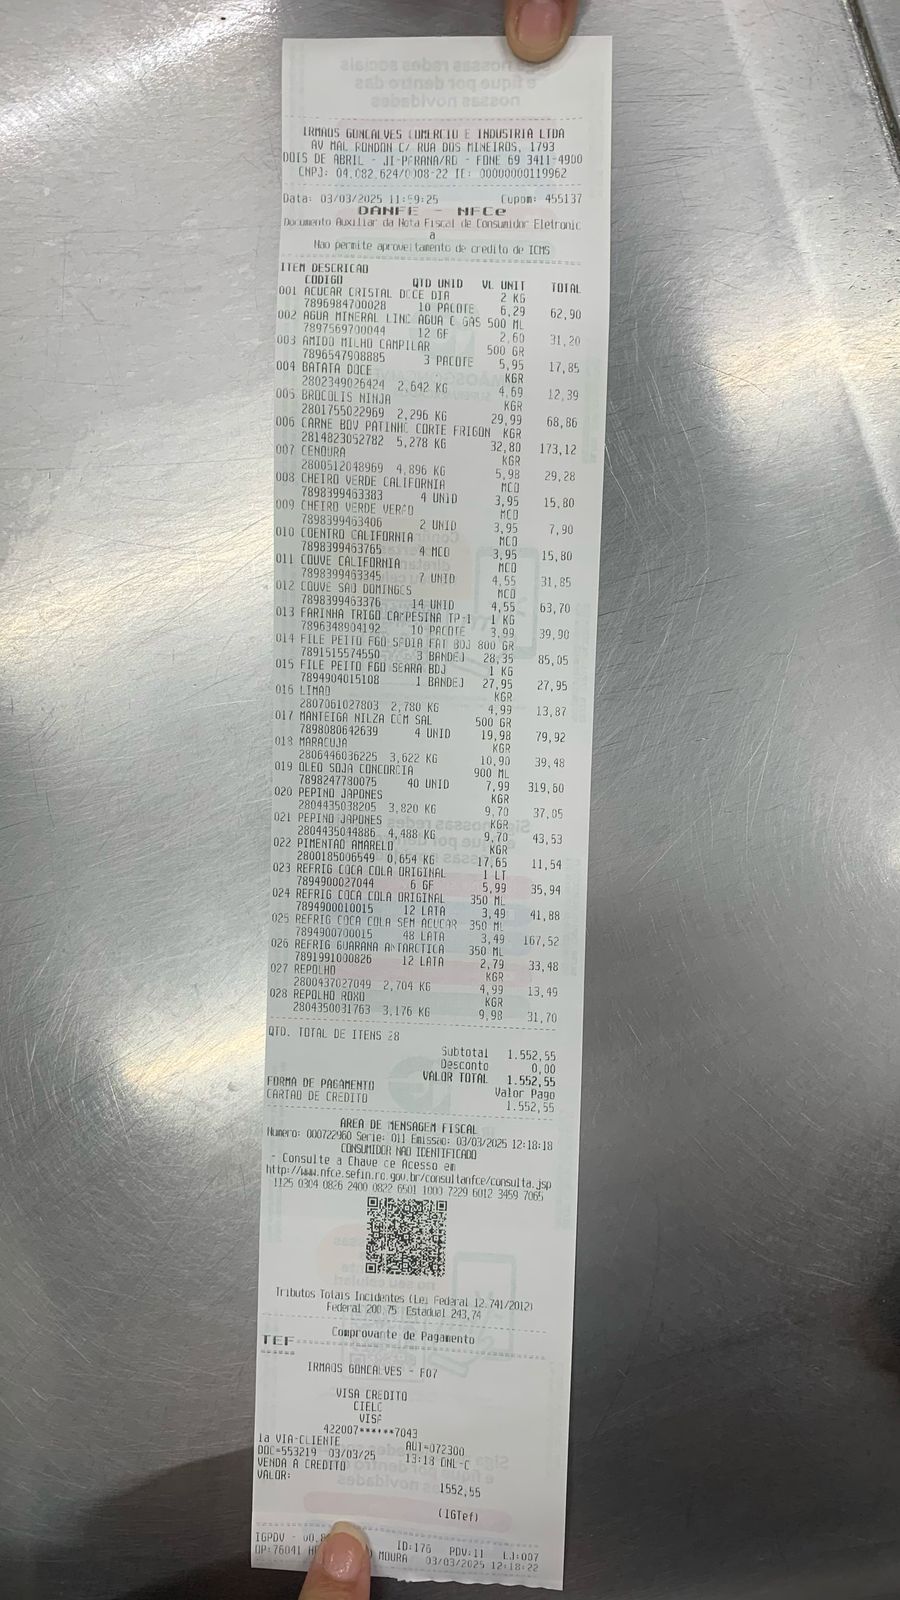 IRMAOS GONCALVES COMERCIO E INDUSTRIA LTDA
AV MAL RONDON C/ RUA DOS MINEIROS, 1793
DOIS DE ABRIL - JI-PARANA/RO - FONE 69 3411-4900
CNPJ: 04.082.624/0008-22 IE: 00000000119962
Data: 03/03/2025 11:59:25 Cupom: 455137
DANFE - NFCe
Documento Auxiliar da Nota Fiscal de Consumidor Eletronic
a
Nao permite aproveitamento de credito de ICMS
ITEM DESCRICAO
CODIGO QTD UNID VL UNIT TOTAL
001 ACUCAR CRISTAL DOCE DIA 2 KG
7896984700028 10 PACOTE 6,29 62,90
002 AGUA MINERAL LIND AGUA C GAS 500 ML
7897569700044 12 GF 2,60 31,20
003 AMIDO MILHO CAMPILAR 500 GR
7896547908885 3 PACOTE 5,95 17,85
004 BATATA DOCE KGR
2802349026424 2,642 KG 4,69 12,39
005 BROCOLIS NINJA KGR
2801755022969 2,296 KG 29,99 68,86
006 CARNE BOV PATINHO CORTE FRIGON KGR
2814823052782 5,278 KG 32,80 173,12
007 CENOURA KGR
2800512048969 4,896 KG 5,98 29,28
008 CHEIRO VERDE CALIFORNIA MCO
7898399463383 4 UNID 3,95 15,80
009 CHEIRO VERDE VERAO MCO
7898399463406 2 UNID 3,95 7,90
010 COENTRO CALIFORNIA MCO
7898399463765 4 MCO 3,95 15,80
011 COUVE CALIFORNIA MCO
7898399463345 7 UNID 4,55 31,85
012 COUVE SAO DOMINGES MCO
7898399463376 14 UNID 4,55 63,70
013 FARINHA TRIGO CAMPESINA TP-1 1 KG
7896348904192 10 PACOTE 3,99 39,90
014 FILE PEITO FGO SADIA FAT BDJ 800 GR
7891515574550 3 BANDEJ 28,35 85,05
015 FILE PEITO FGO SEARA BDJ 1 KG
7894904015108 1 BANDEJ 27,95 27,95
016 LIMAO KGR
2807061027803 2,780 KG 4,99 13,87
017 MANTEIGA NILZA COM SAL 500 GR
7898080642639 4 UNID 19,98 79,92
018 MARACUJA KGR
2806446036225 3,622 KG 10,90 39,48
019 OLEO SOJA CONCORDIA 900 ML
7898247780075 40 UNID 7,99 319,60
020 PEPINO JAPONES KGR
2804435038205 3,820 KG 9,70 37,05
021 PEPINO JAPONES KGR
2804435044886 4,488 KG 9,70 43,53
022 PIMENTAO AMARELO KGR
2800185006549 0,654 KG 17,65 11,54
023 REFRIG COCA COLA ORIGINAL 1 LT
7894900027044 6 GF 5,99 35,94
024 REFRIG COCA COLA ORIGINAL 350 ML
7894900010015 12 LATA 3,49 41,88
025 REFRIG COCA COLA SEM ACUCAR 350 ML
7894900700015 48 LATA 3,49 167,52
026 REFRIG GUARANA ANTARCTICA 350 ML
7891991000826 12 LATA 2,79 33,48
027 REPOLHO KGR
2800437027049 2,704 KG 4,99 13,49
028 REPOLHO ROXO KGR
2804350031763 3,176 KG 9,98 31,70
QTD. TOTAL DE ITENS 28
Subtotal 1.552,55
Desconto 0,00
VALOR TOTAL 1.552,55
FORMA DE PAGAMENTO Valor Pago
CARTAO DE CREDITO 1.552,55
AREA DE MENSAGEM FISCAL
Numero: 000722960 Serie: 011 Emissao: 03/03/2025 12:18:18
CONSUMIDOR NAO IDENTIFICADO
- Consulte a Chave de Acesso em
http://www.nfce.sefin.ro.gov.br/consultanfce/consulta.jsp
1125 0304 0826 2400 0822 6501 1000 7229 6012 3459 7065
Tributos Totais Incidentes (Lei Federal 12.741/2012)
Federal 200,75 Estadual 243,74
Comprovante de Pagamento
TEF
IRMAOS GONCALVES - F07
VISA CREDITO
CIELO
VISA
422007******7043
1a VIA-CLIENTE AUT=072300
DOC=553219 03/03/25 13:18 ONL-C
VENDA A CREDITO
VALOR: 1552,55
(IGTef)
IGPDV - ID:176 PDV:11 LJ:007
OP:76041 MOURA 03/03/2025 12:18:22